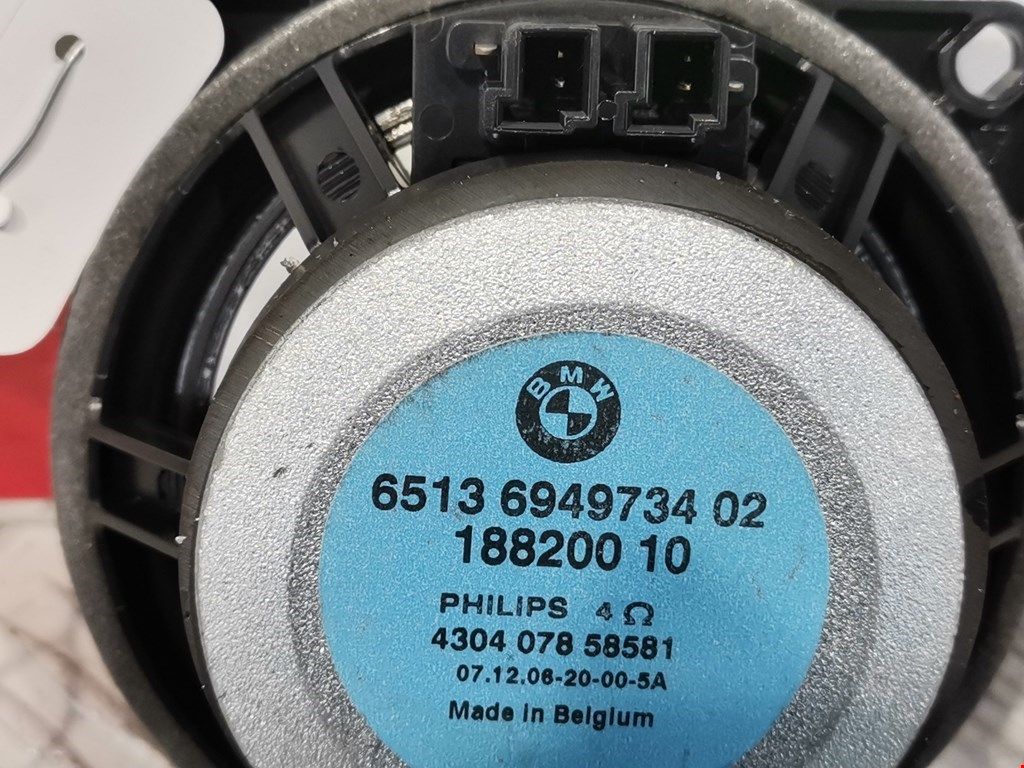 BMW
6513 6949734 02
188200 10
PHILIPS 4Ω
4304 078 58581
07.12.06-20-00-5A
Made in Belgium